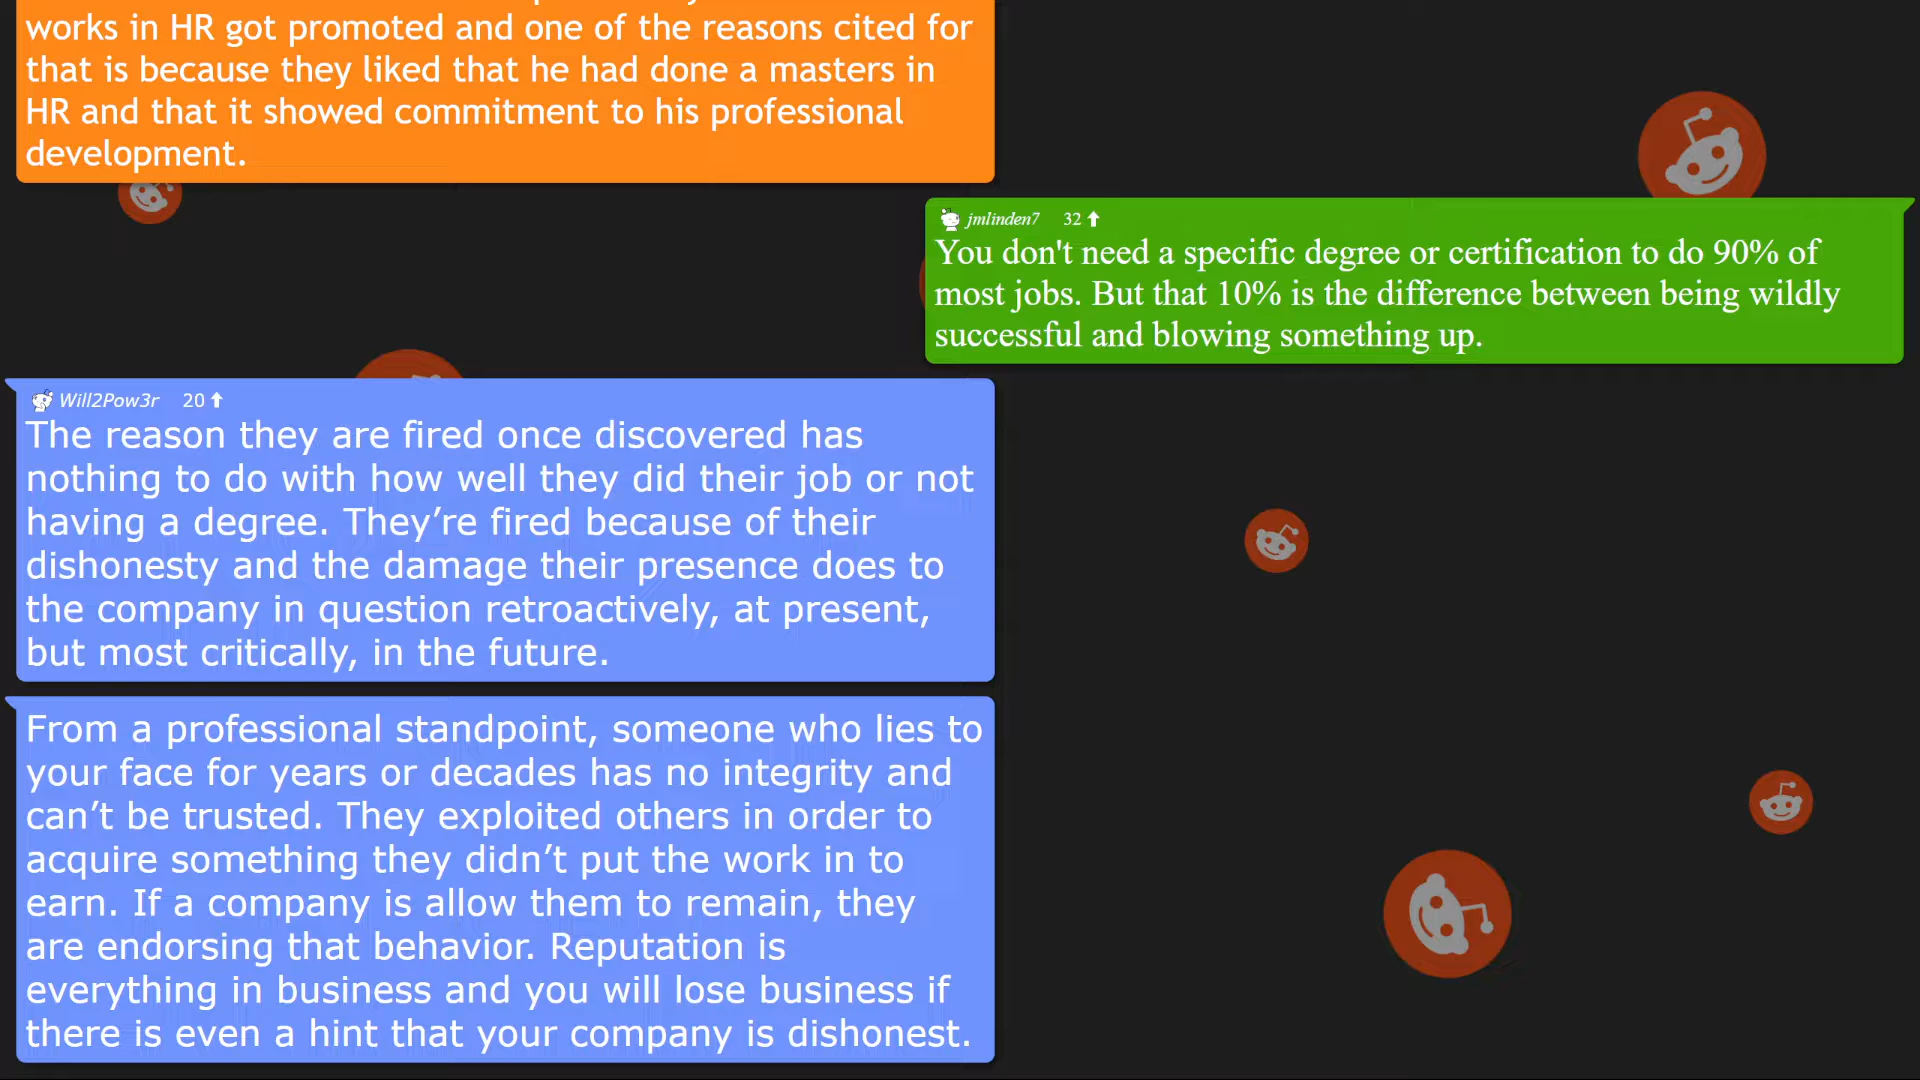 works in HR got promoted and one of the reasons cited for
that is because they liked that he had done a masters in
HR and that it showed commitment to his professional
development.
jmlinden7 32
You don't need a specific degree or certification to do 90% of
most jobs. But that 10% is the difference between being wildly
successful and blowing something up.
Will2Pow3r 20
The reason they are fired once discovered has
nothing to do with how well they did their job or not
having a degree. They’re fired because of their
dishonesty and the damage their presence does to
the company in question retroactively, at present,
but most critically, in the future.
From a professional standpoint, someone who lies to
your face for years or decades has no integrity and
can’t be trusted. They exploited others in order to
acquire something they didn’t put the work in to
earn. If a company is allow them to remain, they
are endorsing that behavior. Reputation is
everything in business and you will lose business if
there is even a hint that your company is dishonest.